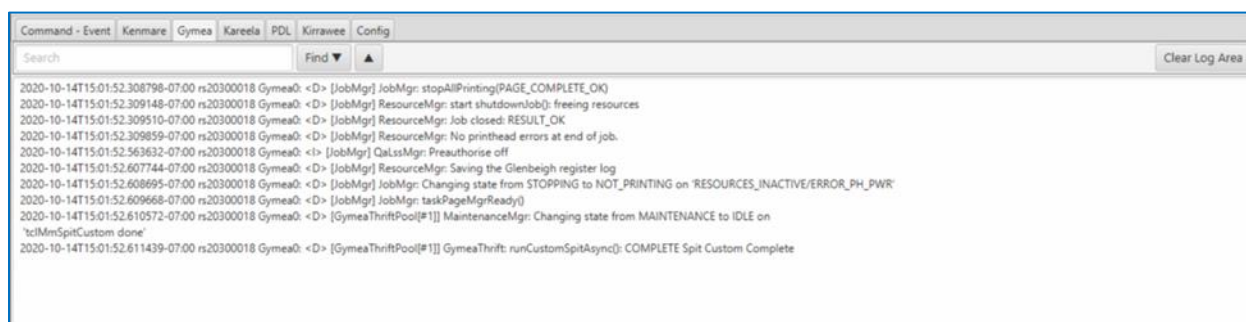 Command - Event Kenmare Gymea Kareela PDL Kirrawee Config
Search Find ▼ ▲ Clear Log Area
2020-10-14T15:01:52.308798-07:00 rs20300018 Gymea0: <D> [JobMgr] JobMgr: stopAllPrinting(PAGE_COMPLETE_OK)
2020-10-14T15:01:52.309148-07:00 rs20300018 Gymea0: <D> [JobMgr] ResourceMgr: start shutdownJob(): freeing resources
2020-10-14T15:01:52.309510-07:00 rs20300018 Gymea0: <D> [JobMgr] ResourceMgr: Job closed: RESULT_OK
2020-10-14T15:01:52.309859-07:00 rs20300018 Gymea0: <D> [JobMgr] ResourceMgr: No printhead errors at end of job.
2020-10-14T15:01:52.563632-07:00 rs20300018 Gymea0: <I> [JobMgr] QaLssMgr: Preauthorise off
2020-10-14T15:01:52.607744-07:00 rs20300018 Gymea0: <D> [JobMgr] ResourceMgr: Saving the Glenbeigh register log
2020-10-14T15:01:52.608695-07:00 rs20300018 Gymea0: <D> [JobMgr] JobMgr: Changing state from STOPPING to NOT_PRINTING on 'RESOURCES_INACTIVE/ERROR_PH_PWR'
2020-10-14T15:01:52.609668-07:00 rs20300018 Gymea0: <D> [JobMgr] JobMgr: taskPageMgrReady()
2020-10-14T15:01:52.610572-07:00 rs20300018 Gymea0: <D> [GymeaThriftPool[#1]] MaintenanceMgr: Changing state from MAINTENANCE to IDLE on
'tclMmSpitCustom done'
2020-10-14T15:01:52.611439-07:00 rs20300018 Gymea0: <D> [GymeaThriftPool[#1]] GymeaThrift: runCustomSpitAsync(): COMPLETE Spit Custom Complete